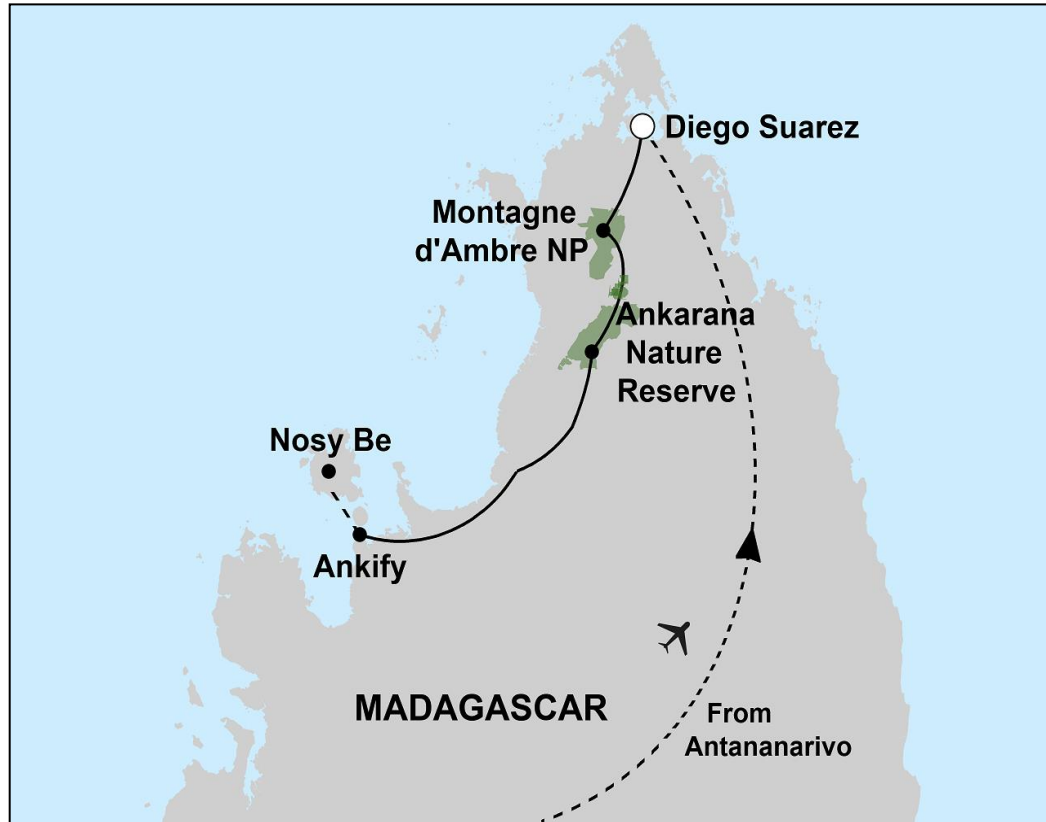 Diego Suarez
Montagne
d'Ambre NP
Ankarana
Nature
Reserve
Nosy Be
Ankify
MADAGASCAR
From
Antananarivo